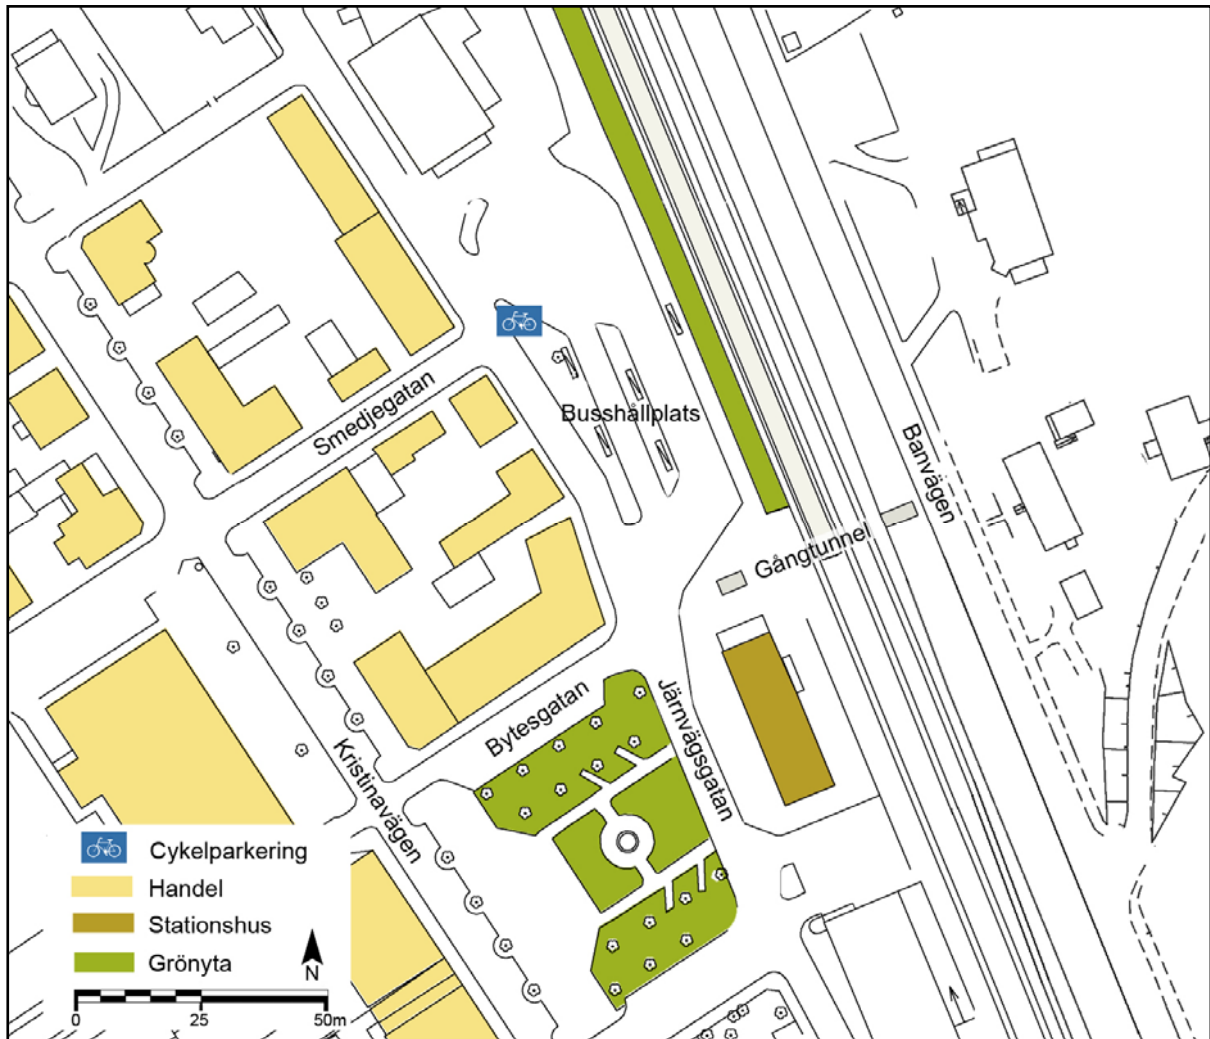 Smedjegatan
Busshållplats
Banvägen
Gångtunnel
Bytesgatan
Järnvägsgatan
Kristinavägen
Cykelparkering
Handel
Stationshus
Grönyta
N
0 25 50m